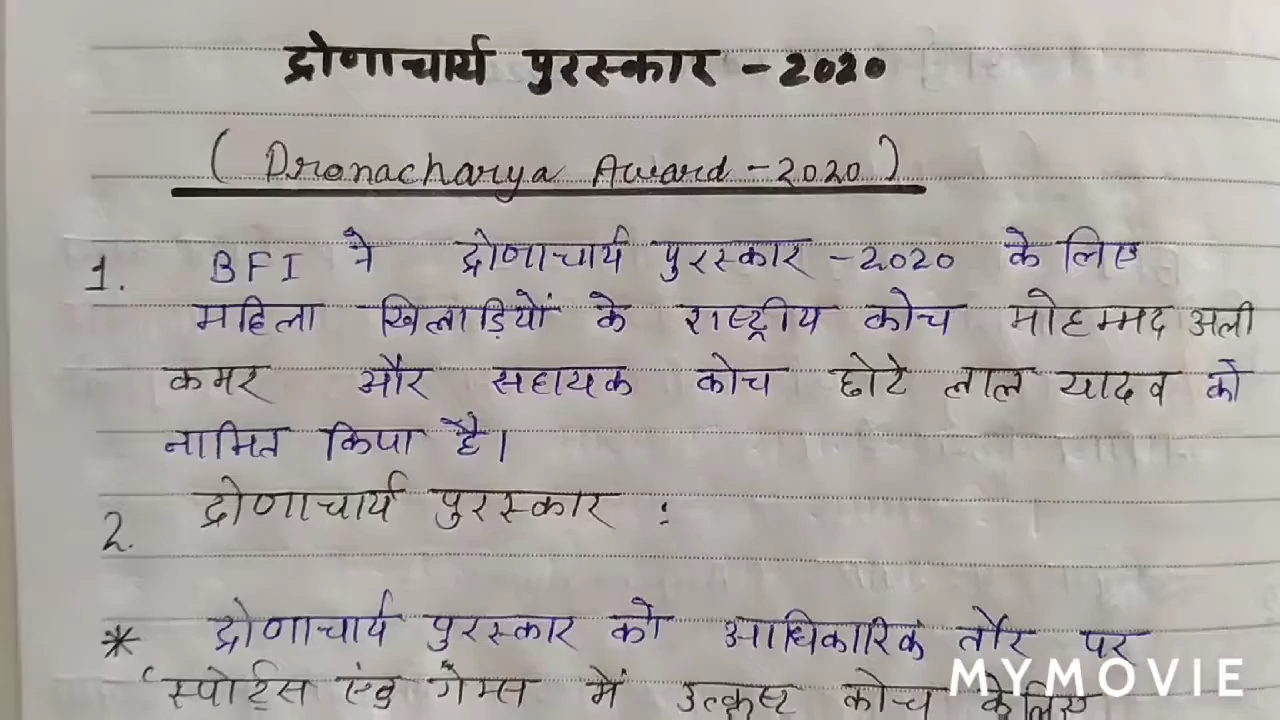 द्रोणाचार्य पुरस्कार - 2020
( Dronacharya Award - 2020 )
1. BFI ने द्रोणाचार्य पुरस्कार - 2020 के लिए
महिला खिलाड़ियों के राष्ट्रीय कोच मोहम्मद अली
कमर और सहायक कोच छोटे लाल यादव को
नामित किया है।
2. द्रोणाचार्य पुरस्कार :
* द्रोणाचार्य पुरस्कार को आधिकारिक तौर पर
'स्पोर्ट्स एंड गेम्स में उत्कृष्ट कोच के लिए
MYMOVIE